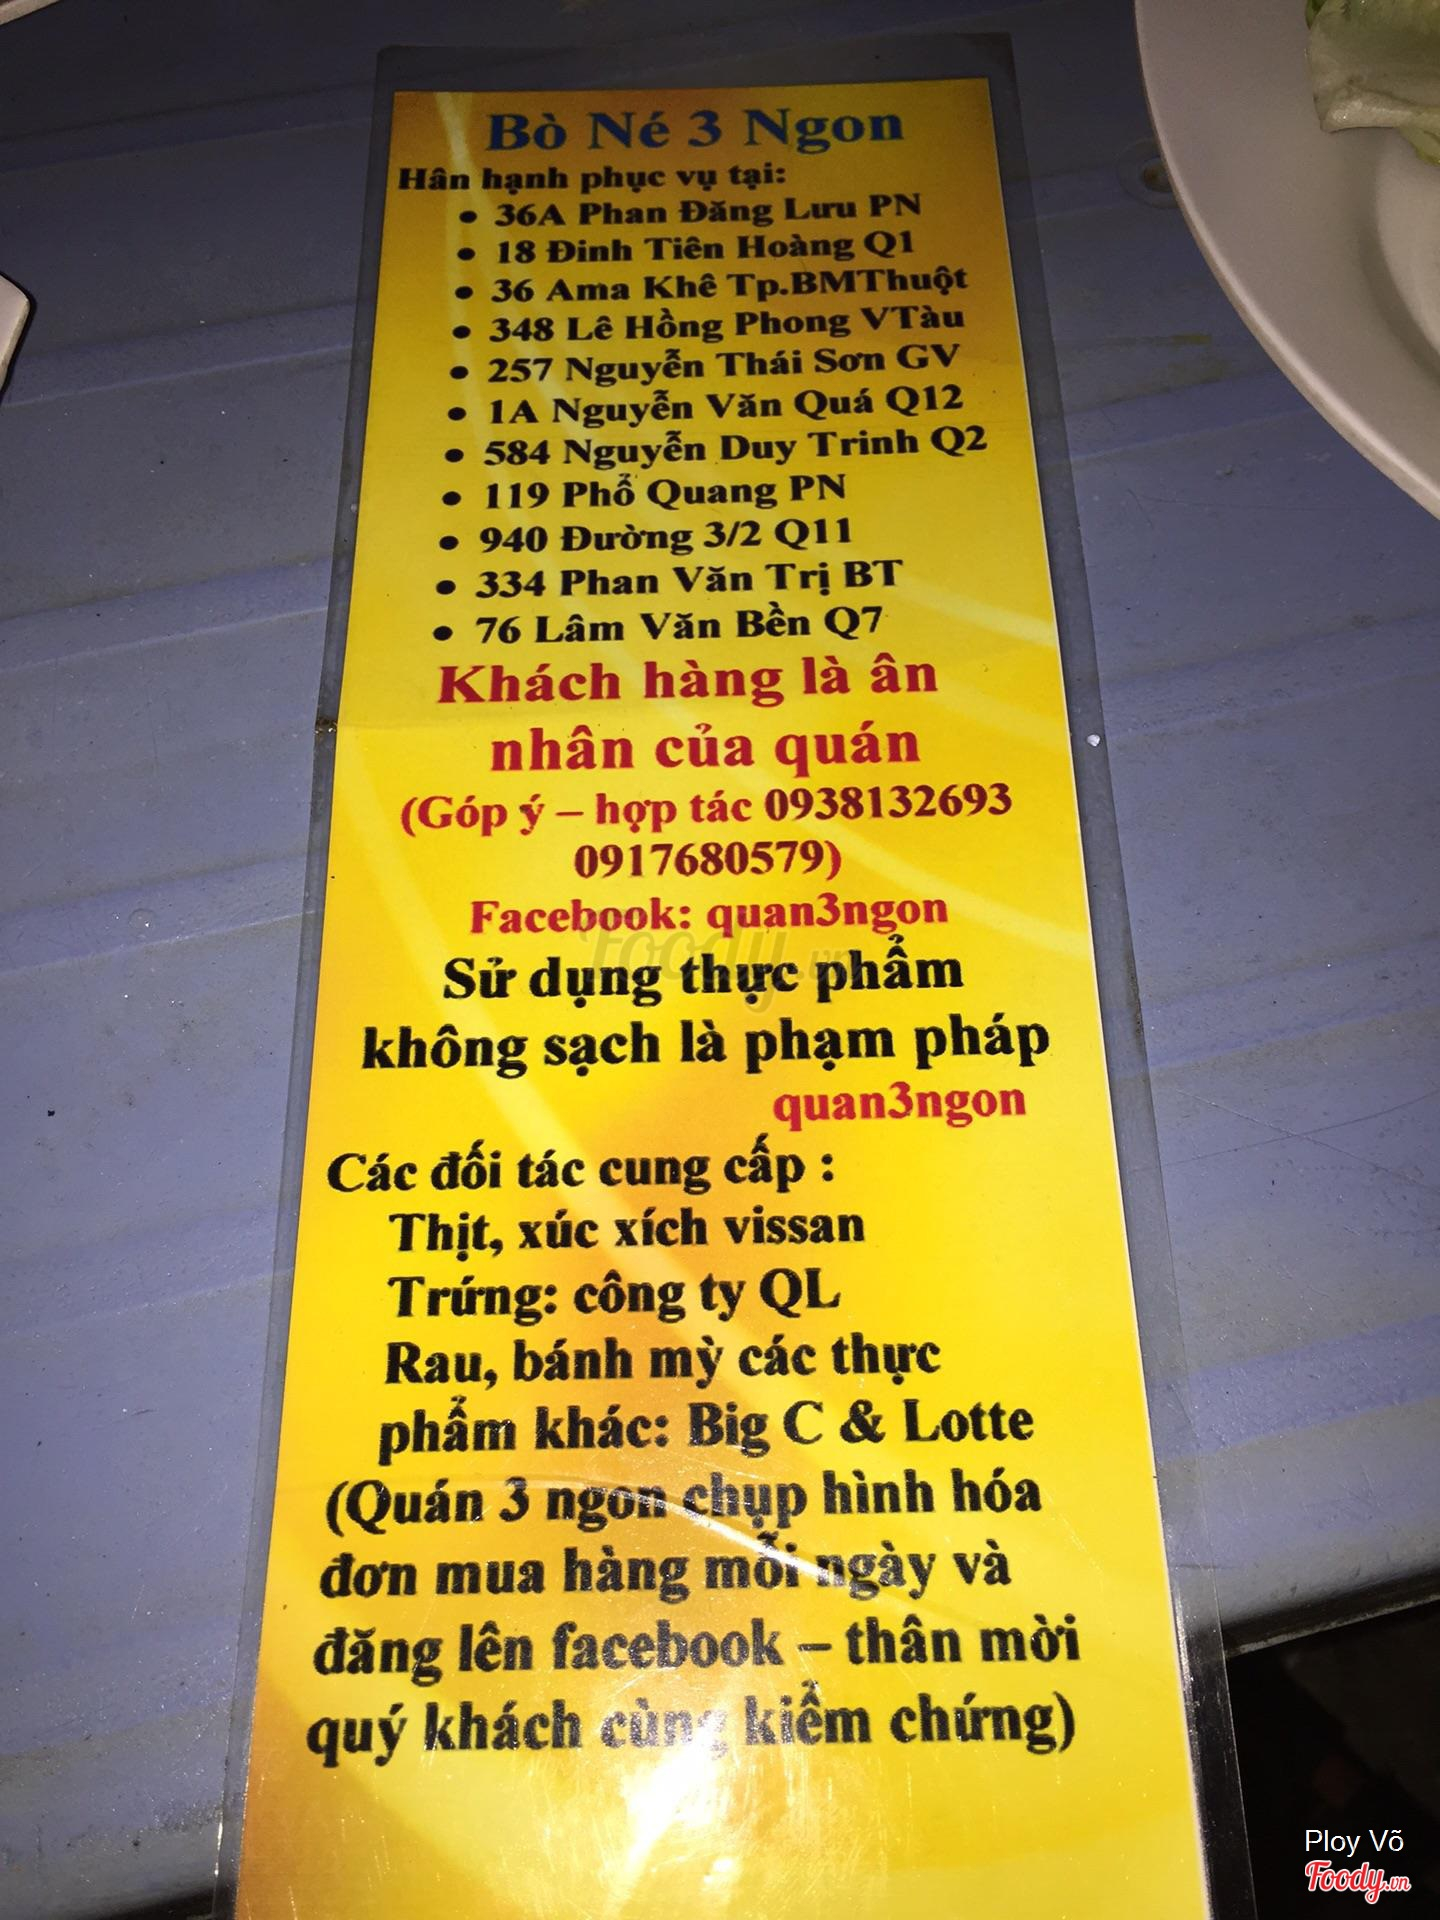 Bò Né 3 Ngon
Hân hạnh phục vụ tại:
• 36A Phan Đăng Lưu PN
• 18 Đinh Tiên Hoàng Q1
• 36 Ama Khê Tp.BMThuột
• 348 Lê Hồng Phong VTàu
• 257 Nguyễn Thái Sơn GV
• 1A Nguyễn Văn Quá Q12
• 584 Nguyễn Duy Trinh Q2
• 119 Phổ Quang PN
• 940 Đường 3/2 Q11
• 334 Phan Văn Trị BT
• 76 Lâm Văn Bền Q7
Khách hàng là ân
nhân của quán
(Góp ý – hợp tác 0938132693
0917680579)
Facebook: quan3ngon
Foody.vn
Sử dụng thực phẩm
không sạch là phạm pháp
quan3ngon
Các đối tác cung cấp :
Thịt, xúc xích vissan
Trứng: công ty QL
Rau, bánh mỳ các thực
phẩm khác: Big C & Lotte
(Quán 3 ngon chụp hình hóa
đơn mua hàng mỗi ngày và
đăng lên facebook – thân mời
quý khách cùng kiểm chứng)
Ploy Võ
Foody.vn